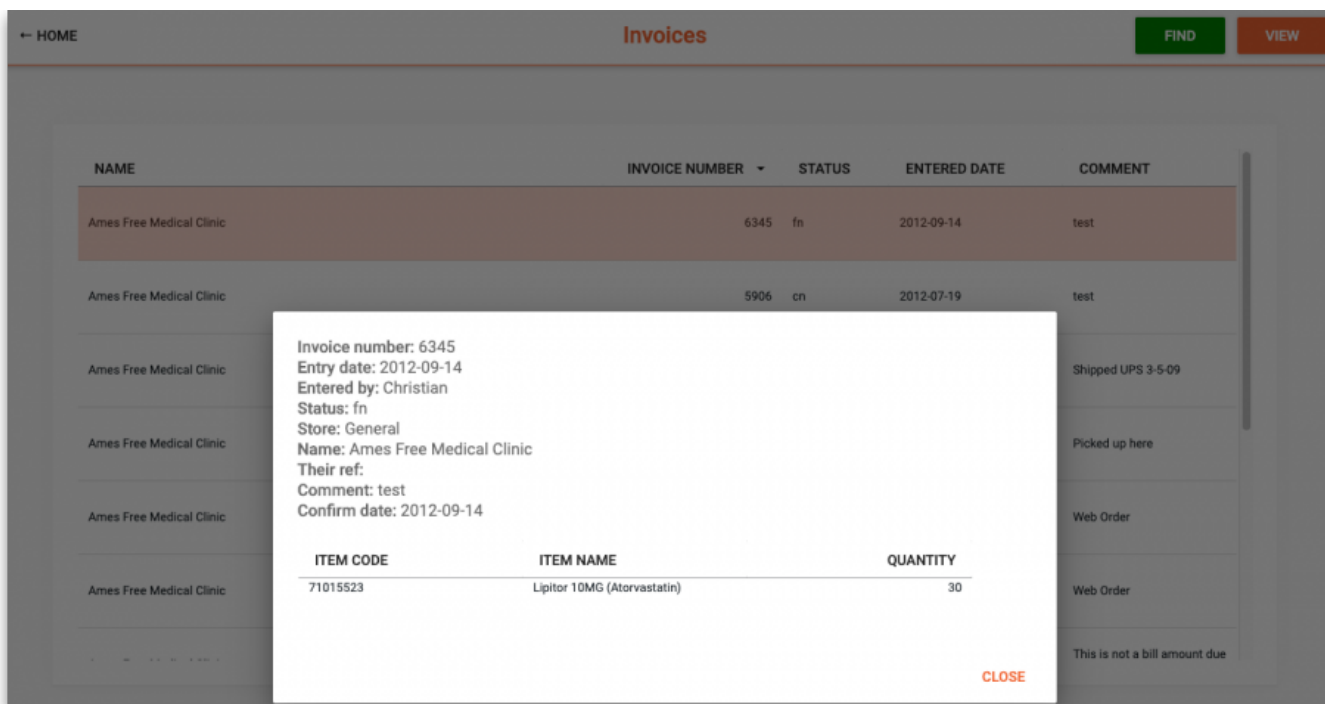 ← HOME Invoices FIND VIEW
NAME INVOICE NUMBER STATUS ENTERED DATE COMMENT
Ames Free Medical Clinic 6345 fn 2012-09-14 test
Ames Free Medical Clinic 5906 cn 2012-07-19 test
Ames Free Medical Clinic Shipped UPS 3-5-09
Ames Free Medical Clinic Picked up here
Ames Free Medical Clinic Web Order
Ames Free Medical Clinic Web Order
This is not a bill amount due
Invoice number: 6345
Entry date: 2012-09-14
Entered by: Christian
Status: fn
Store: General
Name: Ames Free Medical Clinic
Their ref:
Comment: test
Confirm date: 2012-09-14
ITEM CODE ITEM NAME QUANTITY
71015523 Lipitor 10MG (Atorvastatin) 30
CLOSE